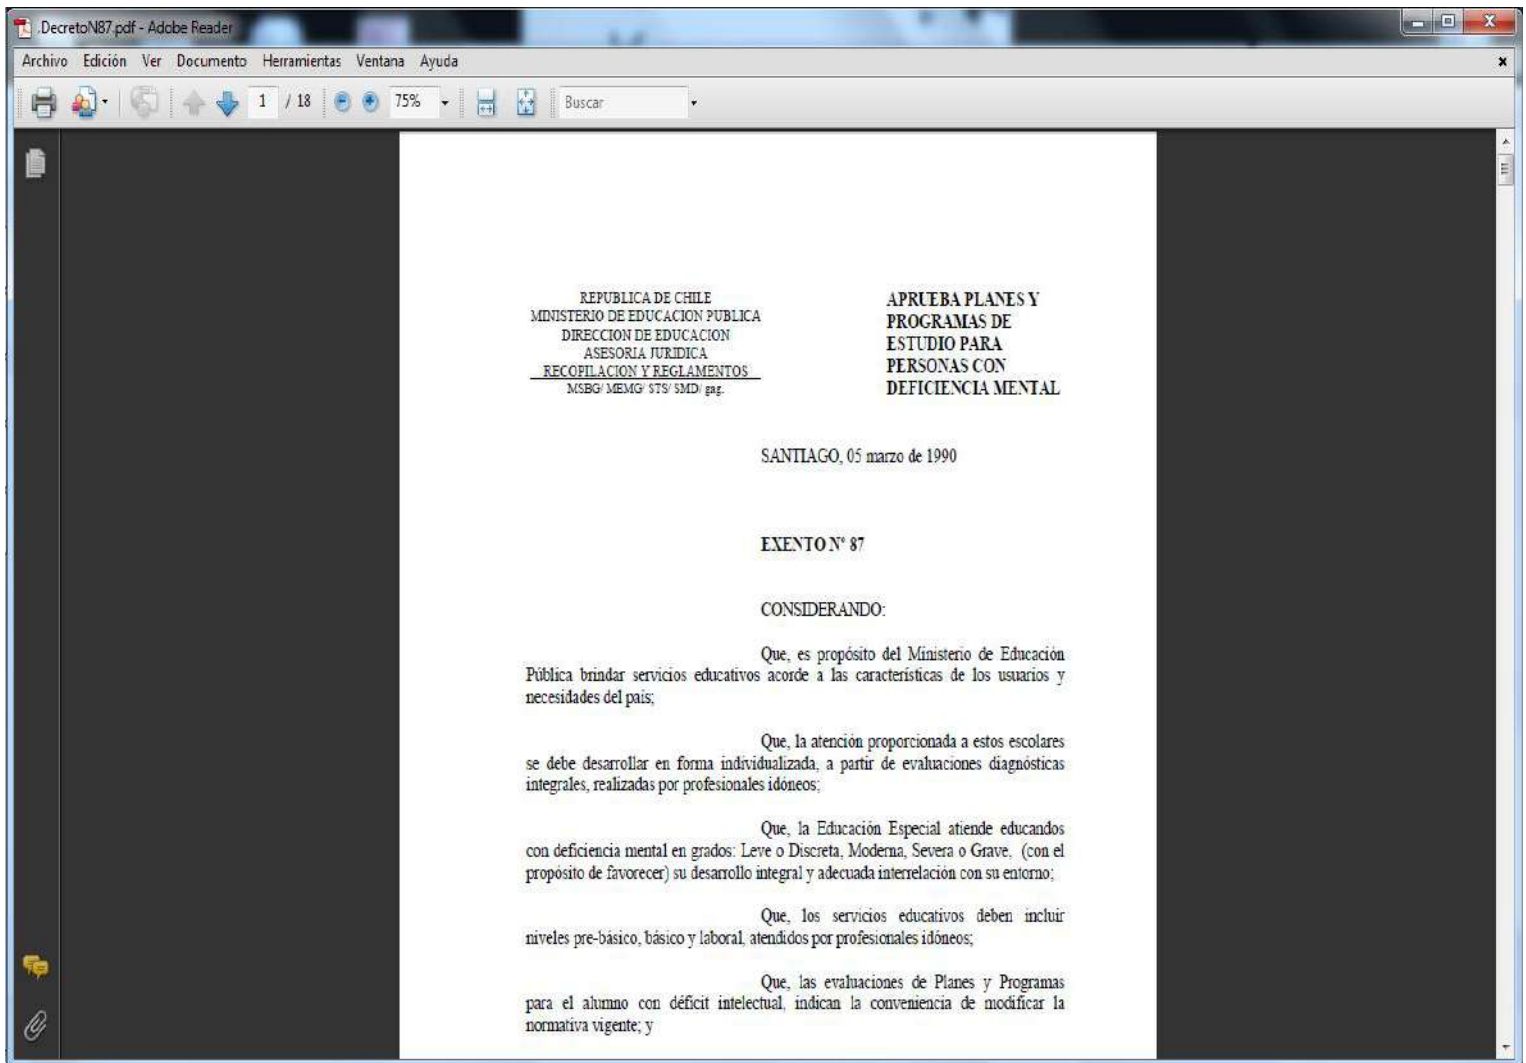 .DecretoN87.pdf - Adobe Reader
Archivo Edición Ver Documento Herramientas Ventana Ayuda
1 / 18 75% Buscar
REPUBLICA DE CHILE
MINISTERIO DE EDUCACION PUBLICA
DIRECCION DE EDUCACION
ASESORIA JURIDICA
RECOPILACION Y REGLAMENTOS
MSBG/ MEMG/ STS/ SMD/ gag.
APRUEBA PLANES Y
PROGRAMAS DE
ESTUDIO PARA
PERSONAS CON
DEFICIENCIA MENTAL
SANTIAGO, 05 marzo de 1990
EXENTO Nº 87
CONSIDERANDO:
Que, es propósito del Ministerio de Educación
Pública brindar servicios educativos acorde a las características de los usuarios y
necesidades del país;
Que, la atención proporcionada a estos escolares
se debe desarrollar en forma individualizada, a partir de evaluaciones diagnósticas
integrales, realizadas por profesionales idóneos;
Que, la Educación Especial atiende educandos
con deficiencia mental en grados: Leve o Discreta, Moderna, Severa o Grave, (con el
propósito de favorecer) su desarrollo integral y adecuada interrelación con su entorno;
Que, los servicios educativos deben incluir
niveles pre-básico, básico y laboral, atendidos por profesionales idóneos;
Que, las evaluaciones de Planes y Programas
para el alumno con déficit intelectual, indican la conveniencia de modificar la
normativa vigente; y